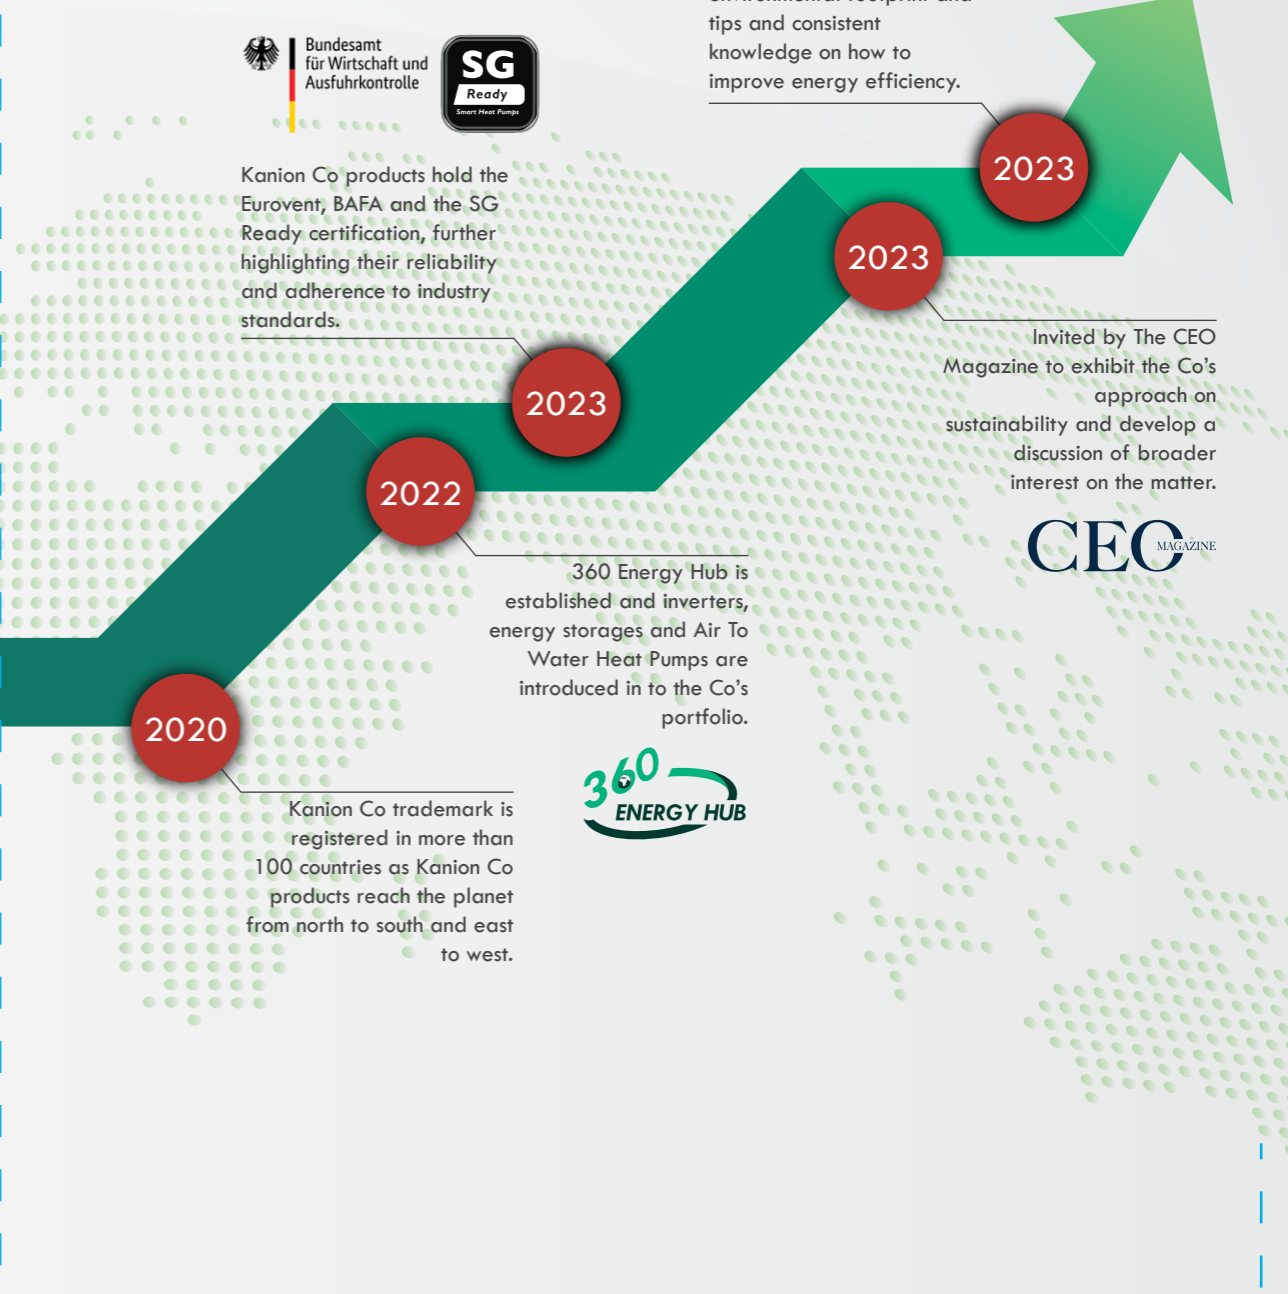 tips and consistent
knowledge on how to
improve energy efficiency.
Bundesamt
für Wirtschaft und
Ausfuhrkontrolle
SG
Ready
Smart Heat Pumps
Kanion Co products hold the
Eurovent, BAFA and the SG
Ready certification, further
highlighting their reliability
and adherence to industry
standards.
2023
2023
Invited by The CEO
Magazine to exhibit the Co's
approach on
sustainability and develop a
discussion of broader
interest on the matter.
CEO
MAGAZINE
2023
2022
360 Energy Hub is
established and inverters,
energy storages and Air To
Water Heat Pumps are
introduced in to the Co's
portfolio.
360
ENERGY HUB
2020
Kanion Co trademark is
registered in more than
100 countries as Kanion Co
products reach the planet
from north to south and east
to west.